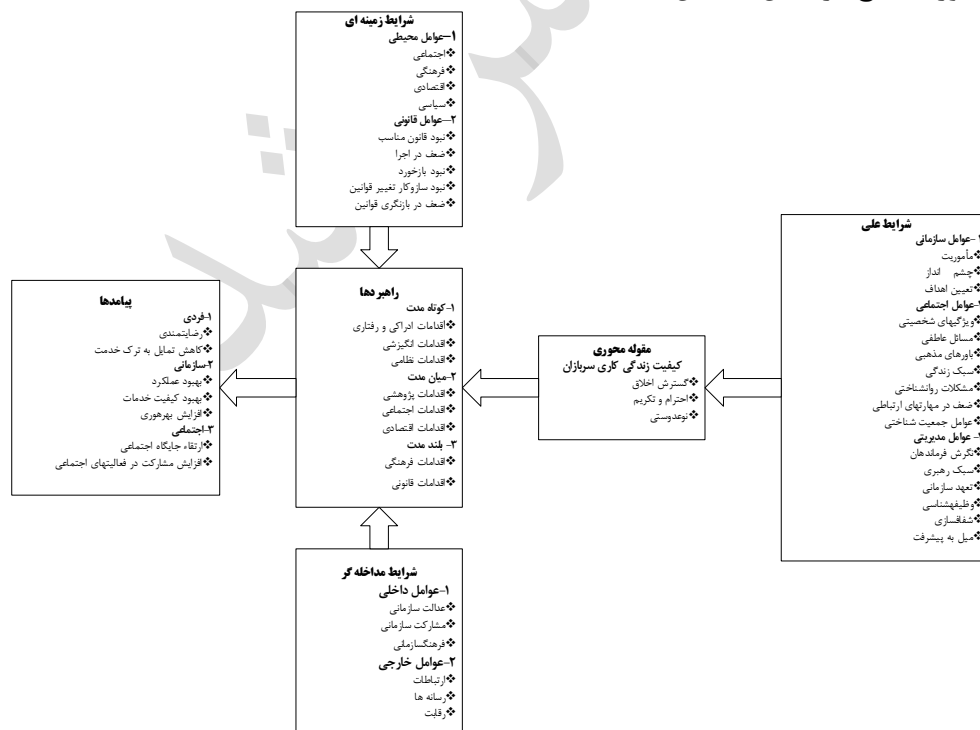 شرایط زمینه ای
۱-عوامل محیطی
❖اجتماعی
❖فرهنگی
❖اقتصادی
❖سیاسی
۲-عوامل قانونی
❖نبود قانون مناسب
❖ضعف در اجرا
❖نبود بازخورد
❖نبود سازوکار تغییر قوانین
❖ضعف در بازنگری قوانین
شرایط علی
۱-عوامل سازمانی
❖مأموریت
❖چشم انداز
❖تعیین اهداف
عوامل اجتماعی
❖ویژگیهای شخصیتی
❖مسائل عاطفی
❖باورهای مذهبی
❖سبک زندگی
❖مشکلات روانشناختی
❖ضعف در مهارتهای ارتباطی
❖عوامل جمعیت شناختی
عوامل مدیریتی
❖نگرش فرماندهان
❖سبک رهبری
❖تعهد سازمانی
❖وظیفهشناسی
❖شفافسازی
❖میل به پیشرفت
مقوله محوری
کیفیت زندگی کاری سربازان
❖گسترش اخلاق
❖احترام و تکریم
❖نوعدوستی
راهبردها
۱-کوتاه مدت
❖اقدامات ادراکی و رفتاری
❖اقدامات انگیزشی
❖اقدامات نظامی
۲-میان مدت
❖اقدامات پژوهشی
❖اقدامات اجتماعی
❖اقدامات اقتصادی
۳- بلند مدت
❖اقدامات فرهنگی
❖اقدامات قانونی
پیامدها
۱-فردی
❖رضایتمندی
❖کاهش تمایل به ترک خدمت
۲-سازمانی
❖بهبود عملکرد
❖بهبود کیفیت خدمات
❖افزایش بهرهوری
۳-اجتماعی
❖ارتقاء جایگاه اجتماعی
❖افزایش مشارکت در فعالیتهای اجتماعی
شرایط مداخله گر
۱-عوامل داخلی
❖عدالت سازمانی
❖مشارکت سازمانی
❖فرهنگسازمانی
۲-عوامل خارجی
❖ارتباطات
❖رسانه ها
❖رقابت